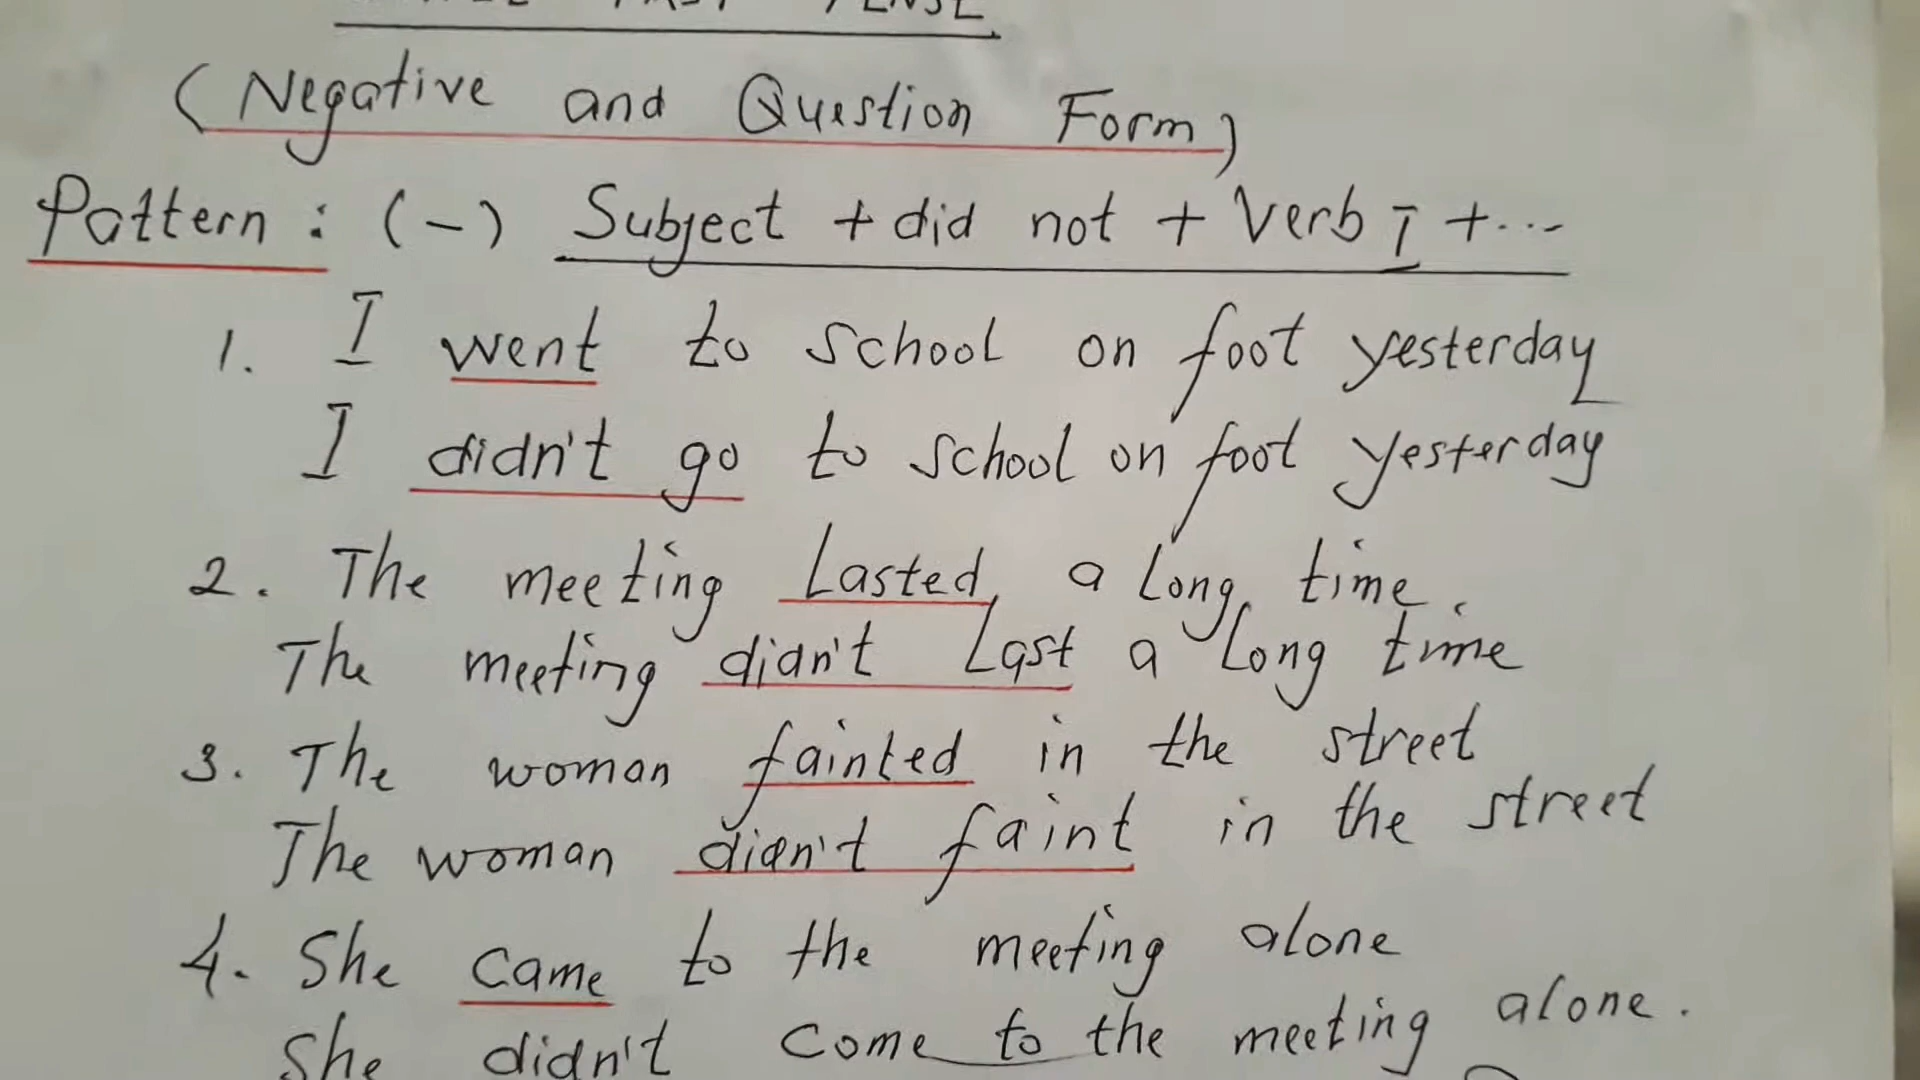 PAST TENSE
(Negative and Question Form)
Pattern : (-) Subject + did not + Verb I + ...
1. I went to school on foot yesterday
I didn't go to school on foot yesterday
2. The meeting Lasted a long time.
The meeting didn't Last a long time
3. The woman fainted in the street
The woman didn't faint in the street
4. She came to the meeting alone
She didn't come to the meeting alone.